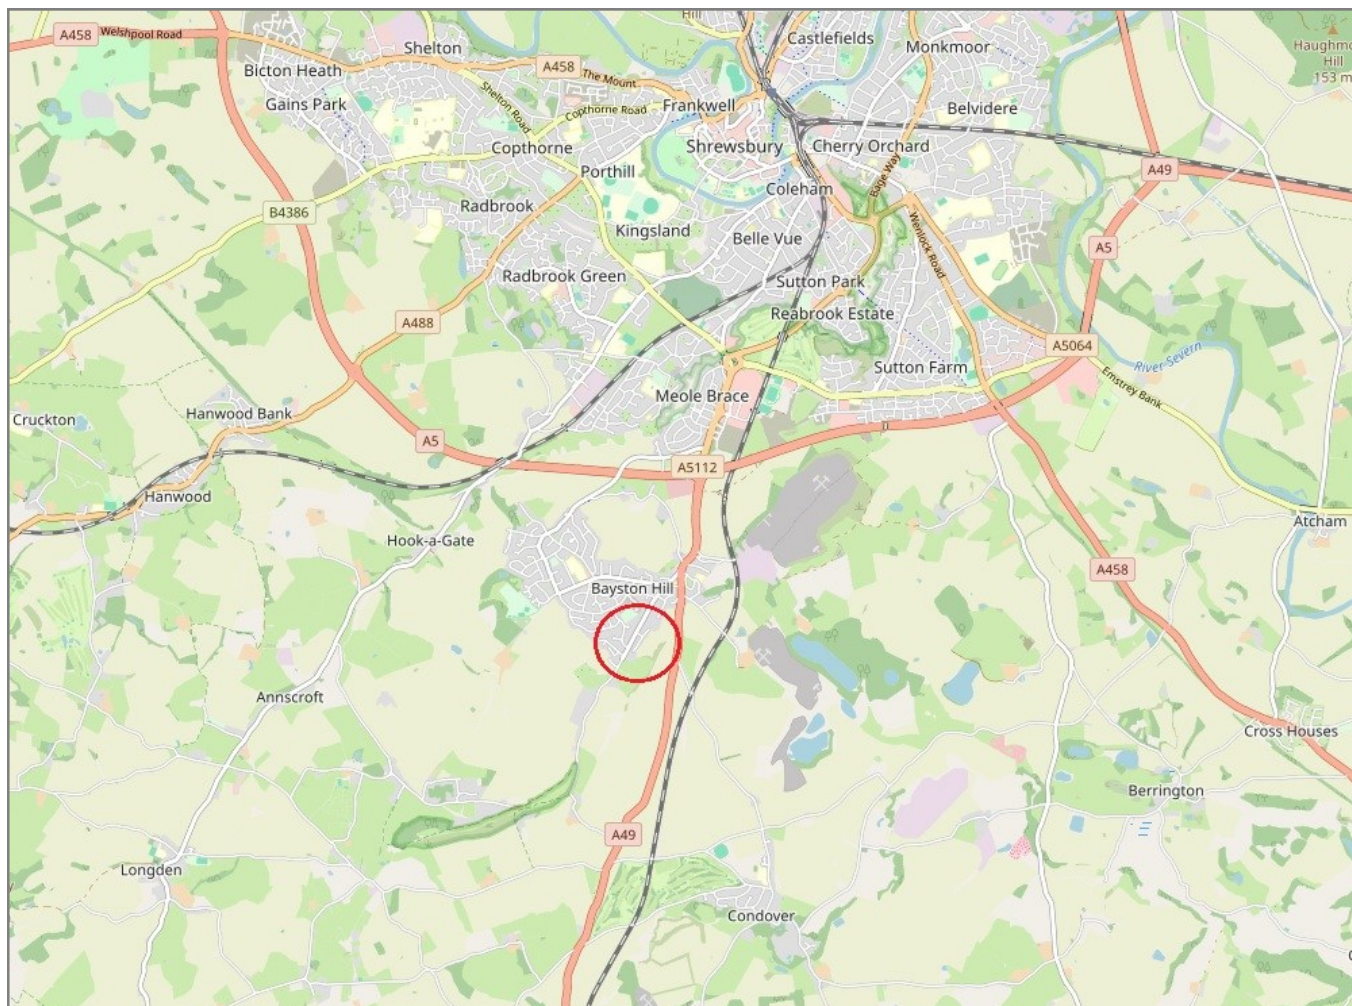 Hill
A458
Welshpool Road
Shelton
Castlefields
Monkmoor
Haughmo
Hill
153 m
Bicton Heath
A458
The Mount
Gains Park
Shelton Road
Copthorne Road
Frankwell
Belvidere
Copthorne
Shrewsbury
Cherry Orchard
Porthill
Bage Way
A49
Coleham
B4386
Radbrook
Kingsland
Belle Vue
Wenlock Road
A5
Radbrook Green
Sutton Park
Reabrook Estate
A488
A5064
River Severn
Sutton Farm
Emstrey Bank
Meole Brace
Cruckton
Hanwood Bank
A5
A5112
Hanwood
Atcham
Hook-a-Gate
A458
Bayston Hill
Annscroft
Cross Houses
Berrington
A49
Longden
Condover